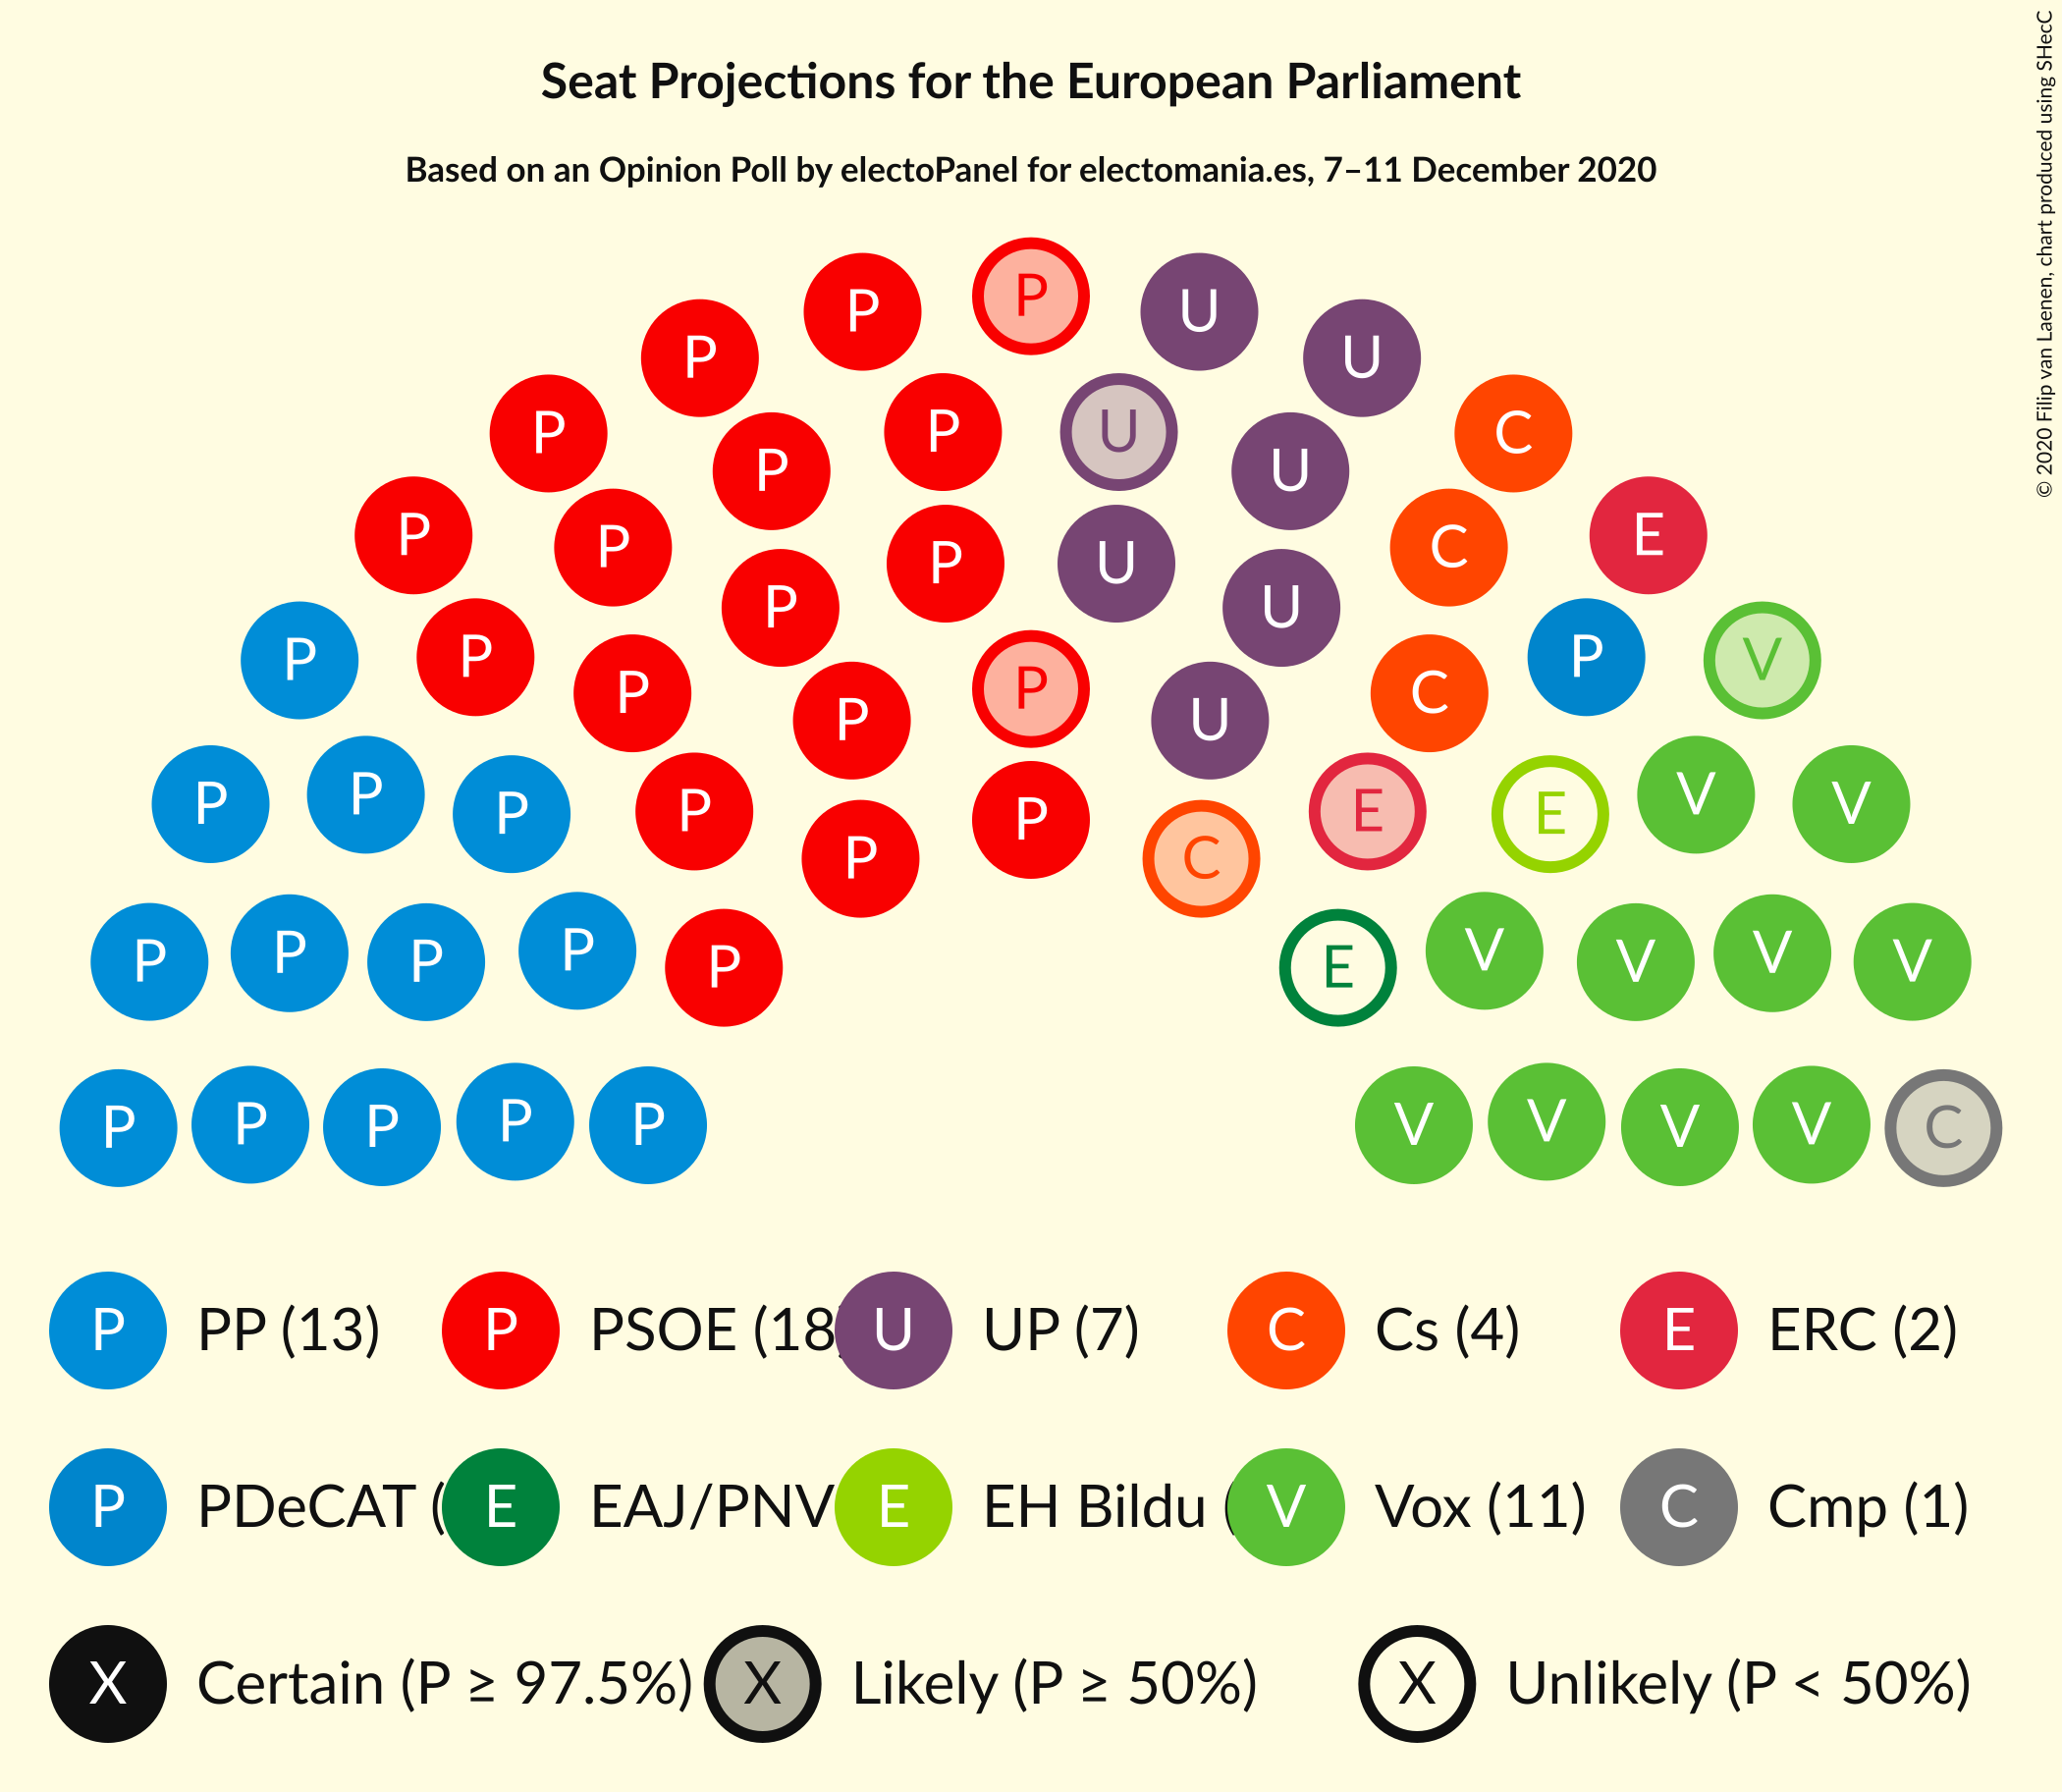 Seat Projections for the European Parliament
Based on an Opinion Poll by electoPanel for electomania.es, 7–11 December 2020
© 2020 Filip van Laenen, chart produced using SHecC
P P P U U
P P P U U C
P P P P U U C E
P P P P P U C P V
P P P P P C E E V V
P P P P P E V V V V
P P P P P V V V V C
P PP (13) P PSOE (18 U UP (7) C Cs (4) E ERC (2)
P PDeCAT ( E EAJ/PNV E EH Bildu ( V Vox (11) C Cmp (1)
X Certain (P ≥ 97.5%) X Likely (P ≥ 50%) X Unlikely (P < 50%)